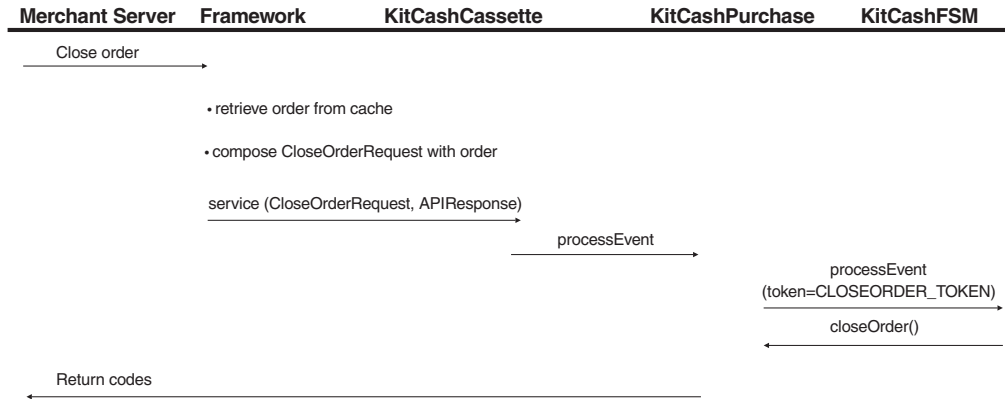 Merchant Server Framework KitCashCassette KitCashPurchase KitCashFSM
Close order
• retrieve order from cache
• compose CloseOrderRequest with order
service (CloseOrderRequest, APIResponse)
processEvent
processEvent
(token=CLOSEORDER_TOKEN)
closeOrder()
Return codes